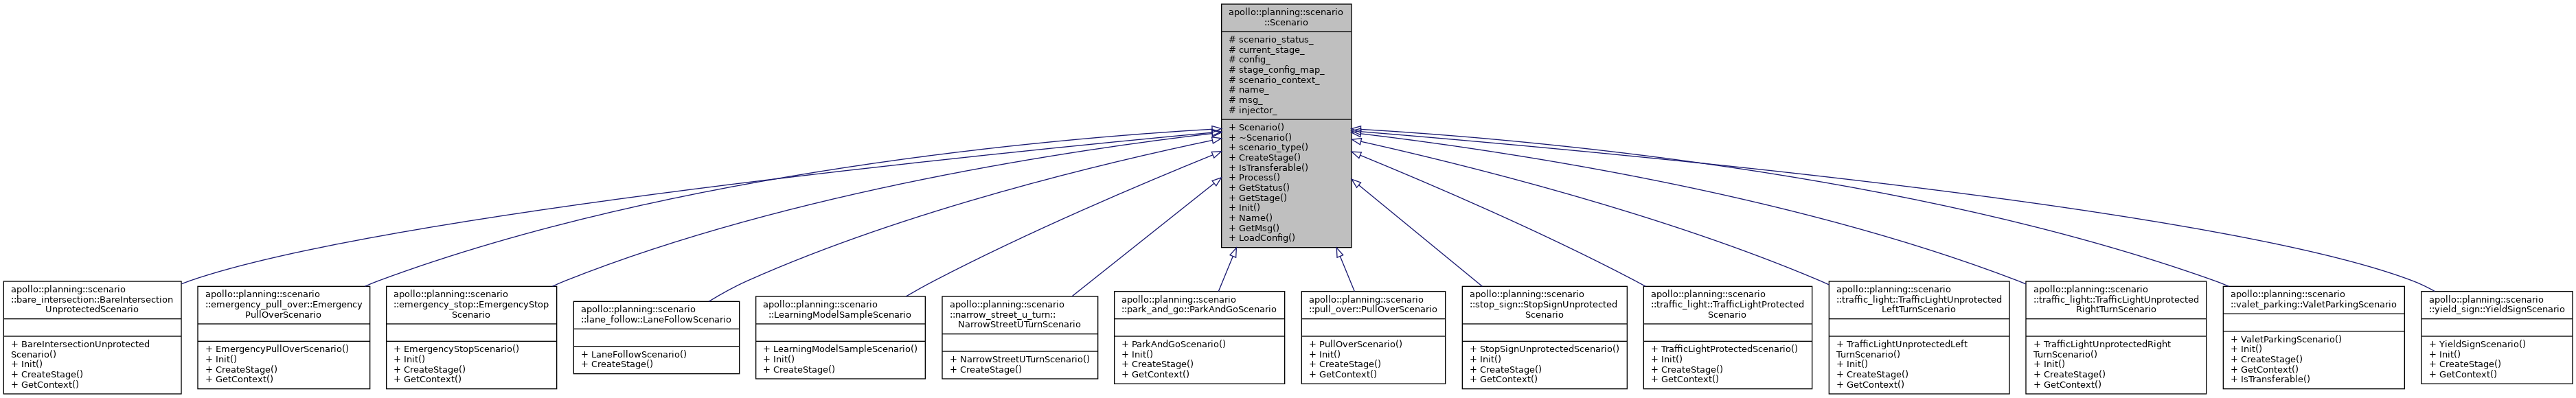 apollo::planning::scenario
::Scenario
# scenario_status_
# current_stage_
# config_
# stage_config_map_
# scenario_context_
# name_
# msg_
# injector_
+ Scenario()
+ ~Scenario()
+ scenario_type()
+ CreateStage()
+ IsTransferable()
+ Process()
+ GetStatus()
+ GetStage()
+ Init()
+ Name()
+ GetMsg()
+ LoadConfig()
apollo::planning::scenario
::bare_intersection::BareIntersection
UnprotectedScenario
+ BareIntersectionUnprotected
Scenario()
+ Init()
+ CreateStage()
+ GetContext()
apollo::planning::scenario
::emergency_pull_over::Emergency
PullOverScenario
+ EmergencyPullOverScenario()
+ Init()
+ CreateStage()
+ GetContext()
apollo::planning::scenario
::emergency_stop::EmergencyStop
Scenario
+ EmergencyStopScenario()
+ Init()
+ CreateStage()
+ GetContext()
apollo::planning::scenario
::lane_follow::LaneFollowScenario
+ LaneFollowScenario()
+ CreateStage()
apollo::planning::scenario
::LearningModelSampleScenario
+ LearningModelSampleScenario()
+ Init()
+ CreateStage()
apollo::planning::scenario
::narrow_street_u_turn::
NarrowStreetUTurnScenario
+ NarrowStreetUTurnScenario()
+ CreateStage()
apollo::planning::scenario
::park_and_go::ParkAndGoScenario
+ ParkAndGoScenario()
+ Init()
+ CreateStage()
+ GetContext()
apollo::planning::scenario
::pull_over::PullOverScenario
+ PullOverScenario()
+ Init()
+ CreateStage()
+ GetContext()
apollo::planning::scenario
::stop_sign::StopSignUnprotected
Scenario
+ StopSignUnprotectedScenario()
+ Init()
+ CreateStage()
+ GetContext()
apollo::planning::scenario
::traffic_light::TrafficLightProtected
Scenario
+ TrafficLightProtectedScenario()
+ Init()
+ CreateStage()
+ GetContext()
apollo::planning::scenario
::traffic_light::TrafficLightUnprotected
LeftTurnScenario
+ TrafficLightUnprotectedLeft
TurnScenario()
+ Init()
+ CreateStage()
+ GetContext()
apollo::planning::scenario
::traffic_light::TrafficLightUnprotected
RightTurnScenario
+ TrafficLightUnprotectedRight
TurnScenario()
+ Init()
+ CreateStage()
+ GetContext()
apollo::planning::scenario
::valet_parking::ValetParkingScenario
+ ValetParkingScenario()
+ Init()
+ CreateStage()
+ GetContext()
+ IsTransferable()
apollo::planning::scenario
::yield_sign::YieldSignScenario
+ YieldSignScenario()
+ Init()
+ CreateStage()
+ GetContext()